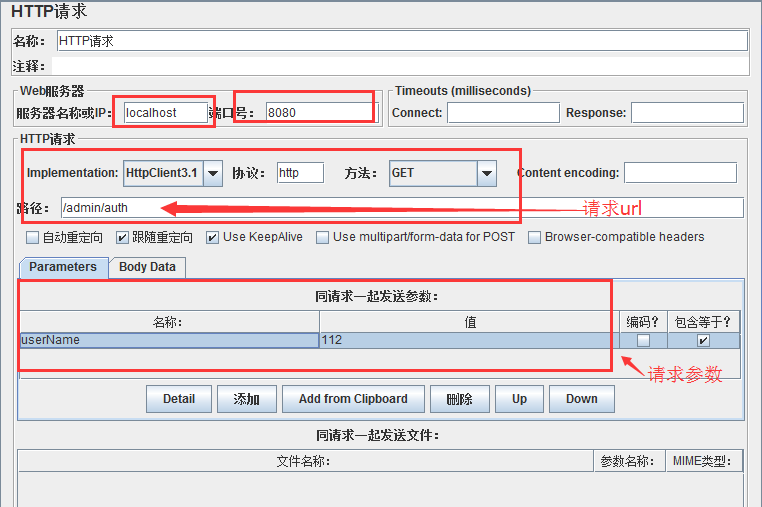 HTTP请求
名称： HTTP请求
注释：
Web服务器
服务器名称或IP： localhost 端口号： 8080
Timeouts (milliseconds)
Connect: Response:
HTTP请求
Implementation: HttpClient3.1 协议： http 方法： GET Content encoding:
路径： /admin/auth 请求url
自动重定向 跟随重定向 Use KeepAlive Use multipart/form-data for POST Browser-compatible headers
Parameters Body Data
同请求一起发送参数：
名称： 值 编码? 包含等于?
userName 112
请求参数
Detail 添加 Add from Clipboard 删除 Up Down
同请求一起发送文件：
文件名称： 参数名称： MIME类型：